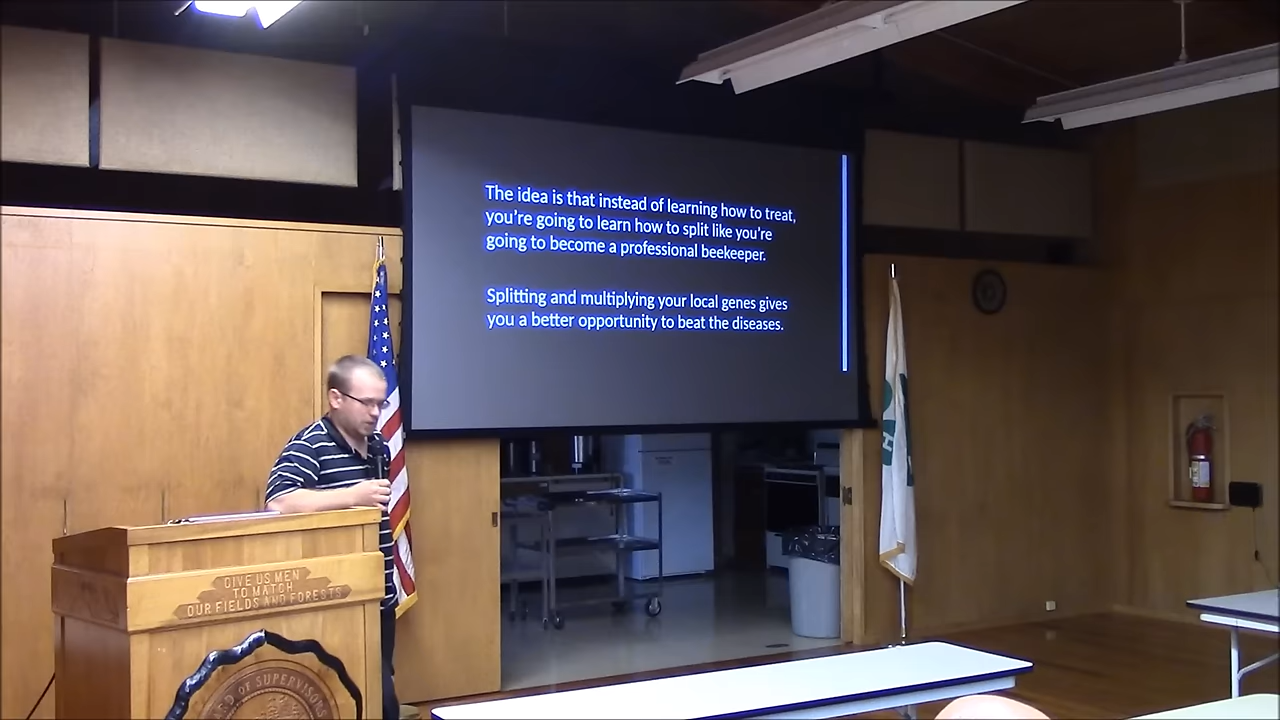 The idea is that instead of learning how to treat,
you're going to learn how to split like you're
going to become a professional beekeeper.
Splitting and multiplying your local genes gives
you a better opportunity to beat the diseases.
GIVE US MEN
TO MATCH
OUR FIELDS AND FORESTS
OF SUPERVISORS
H